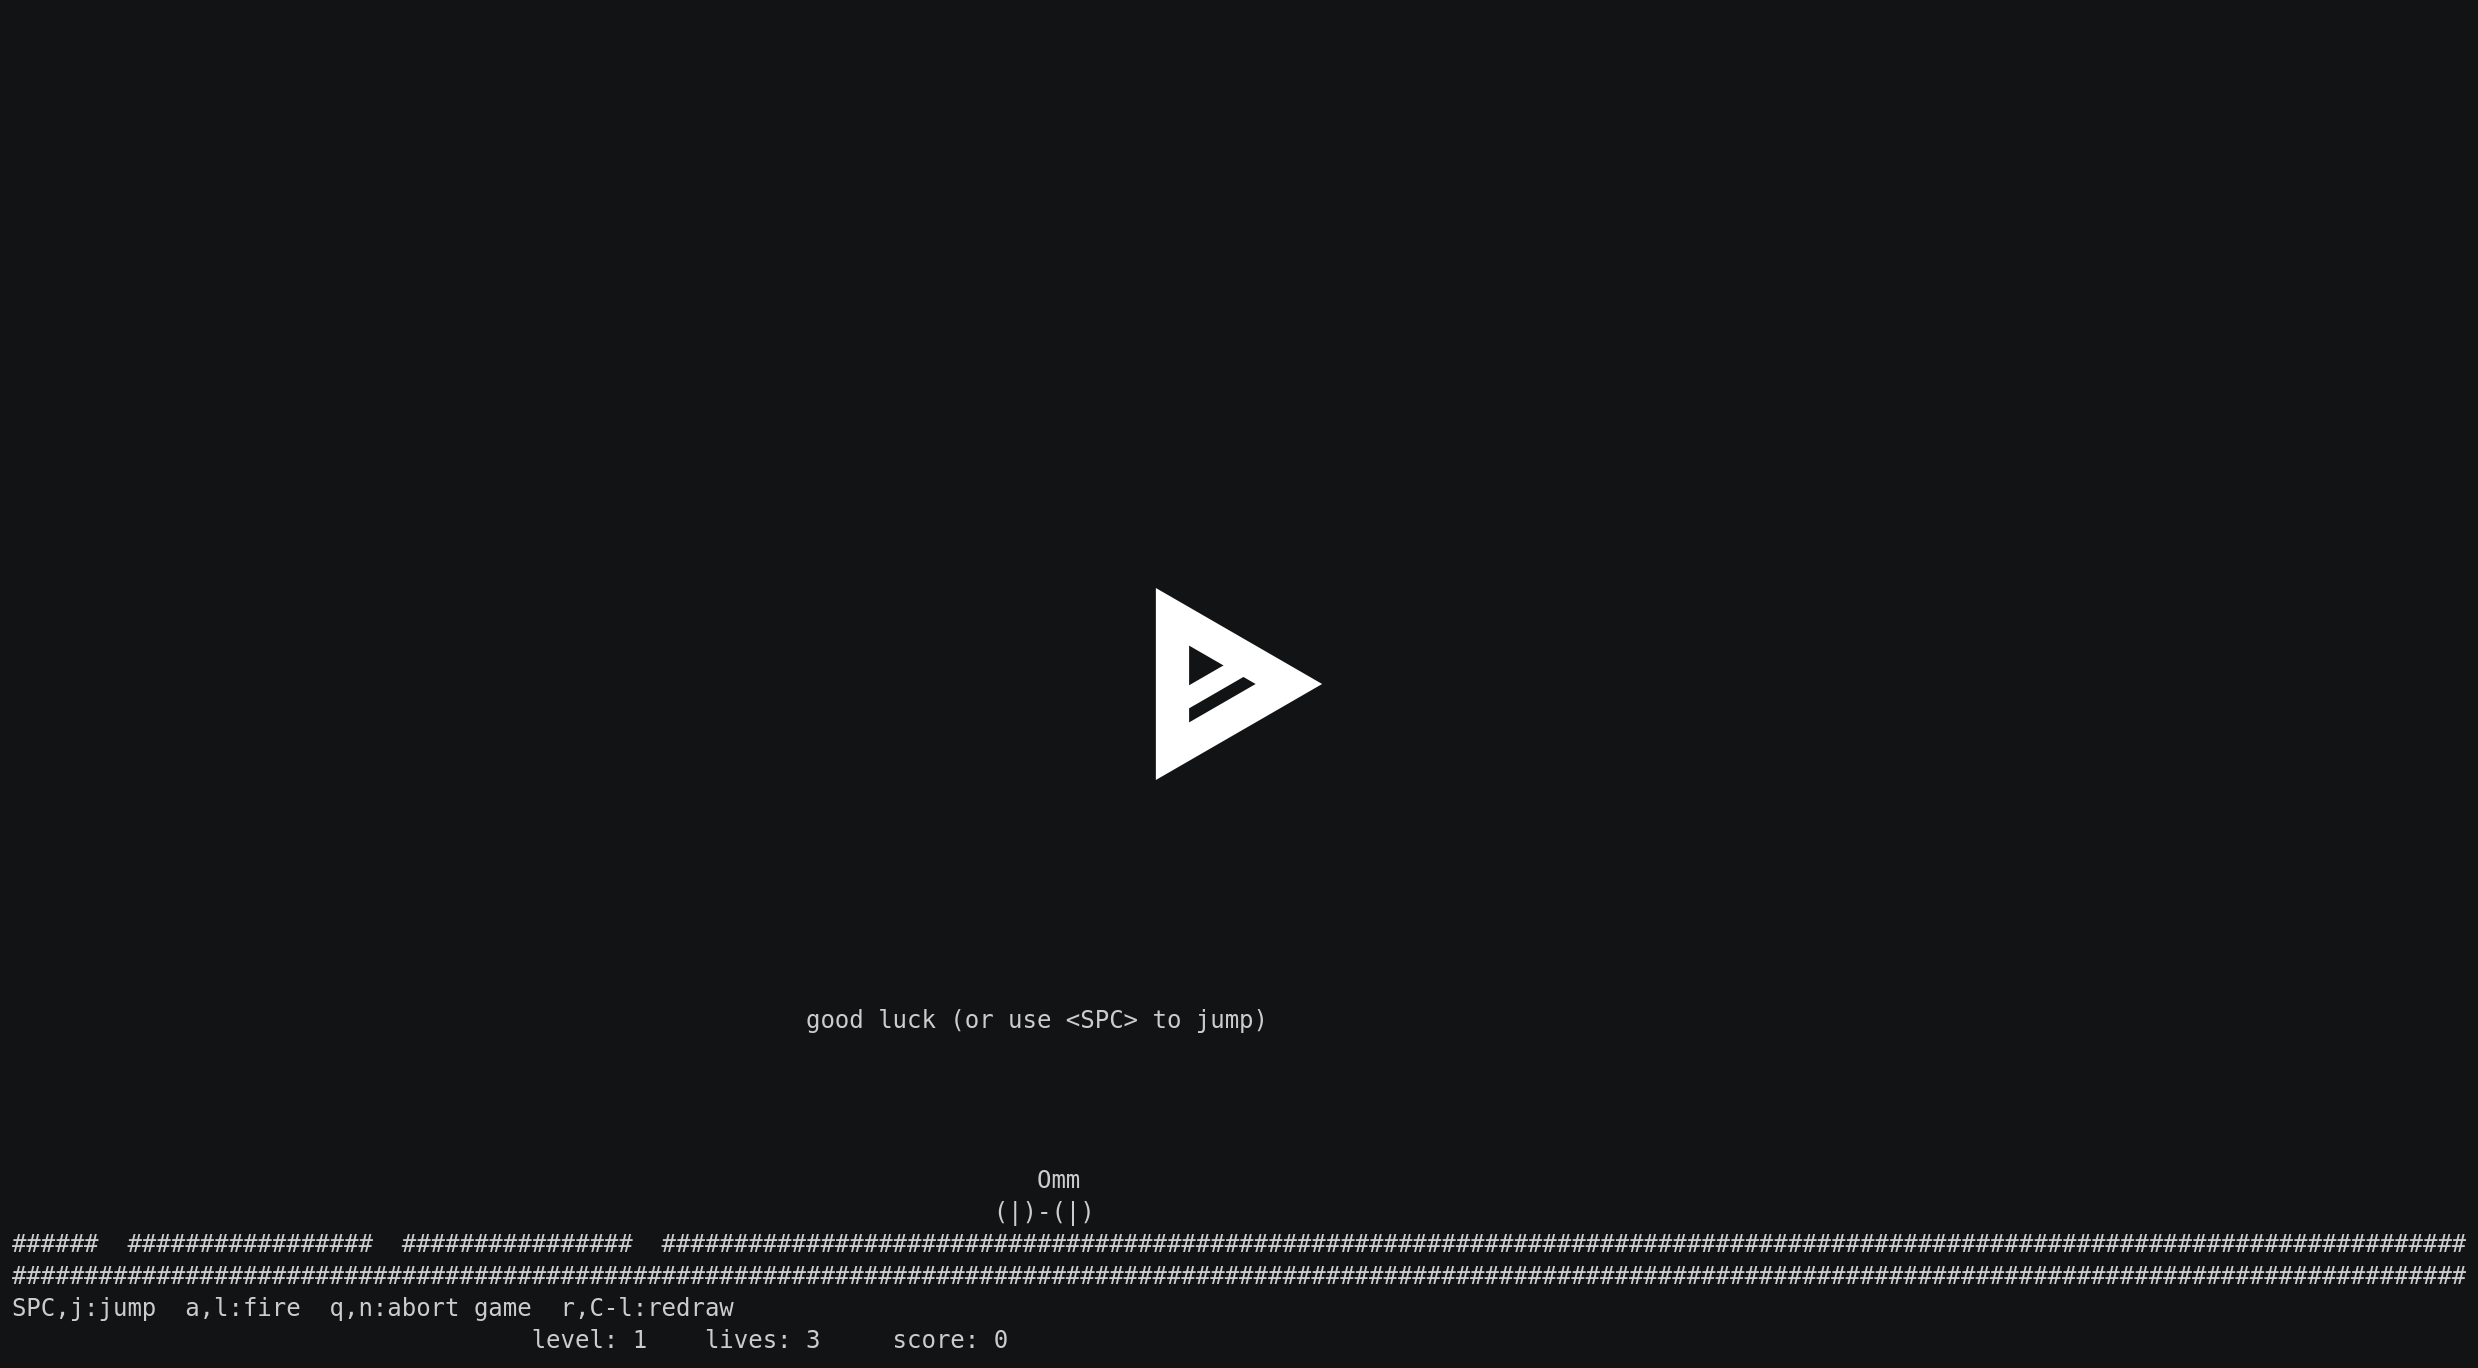 good luck (or use <SPC> to jump)
Omm
(|)-(|)
######  #################  ################  #############################################################################################################################
##########################################################################################################################################################################
SPC,j:jump  a,l:fire  q,n:abort game  r,C-l:redraw
level: 1    lives: 3     score: 0